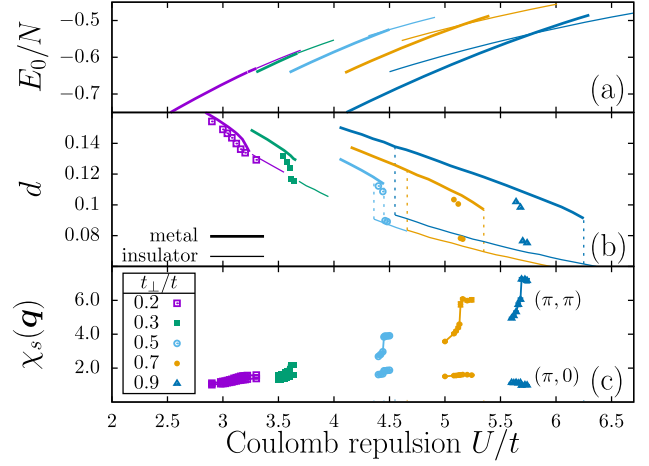 E₀/N
−0.5
−0.6
−0.7
(a)
d
0.14
0.12
0.1
0.08
metal
insulator
(b)
χₛ(𝒒)
6.0
4.0
2.0
t⊥/t
0.2
0.3
0.5
0.7
0.9
(π, π)
(π, 0)
(c)
2 2.5 3 3.5 4 4.5 5 5.5 6 6.5
Coulomb repulsion U/t